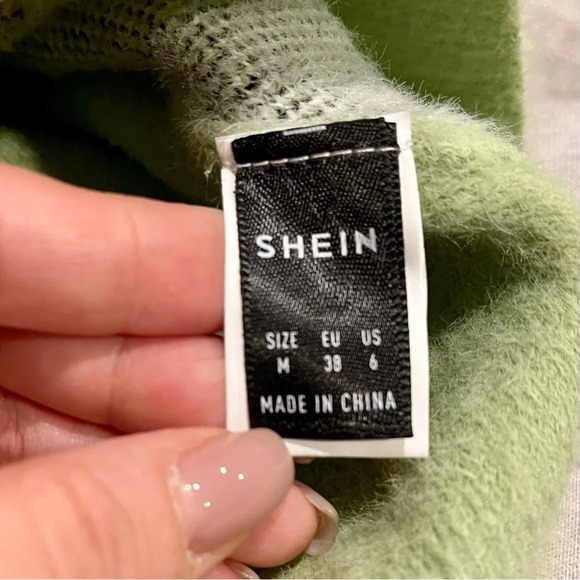 SHEIN
SIZE EU US
M 38 6
MADE IN CHINA